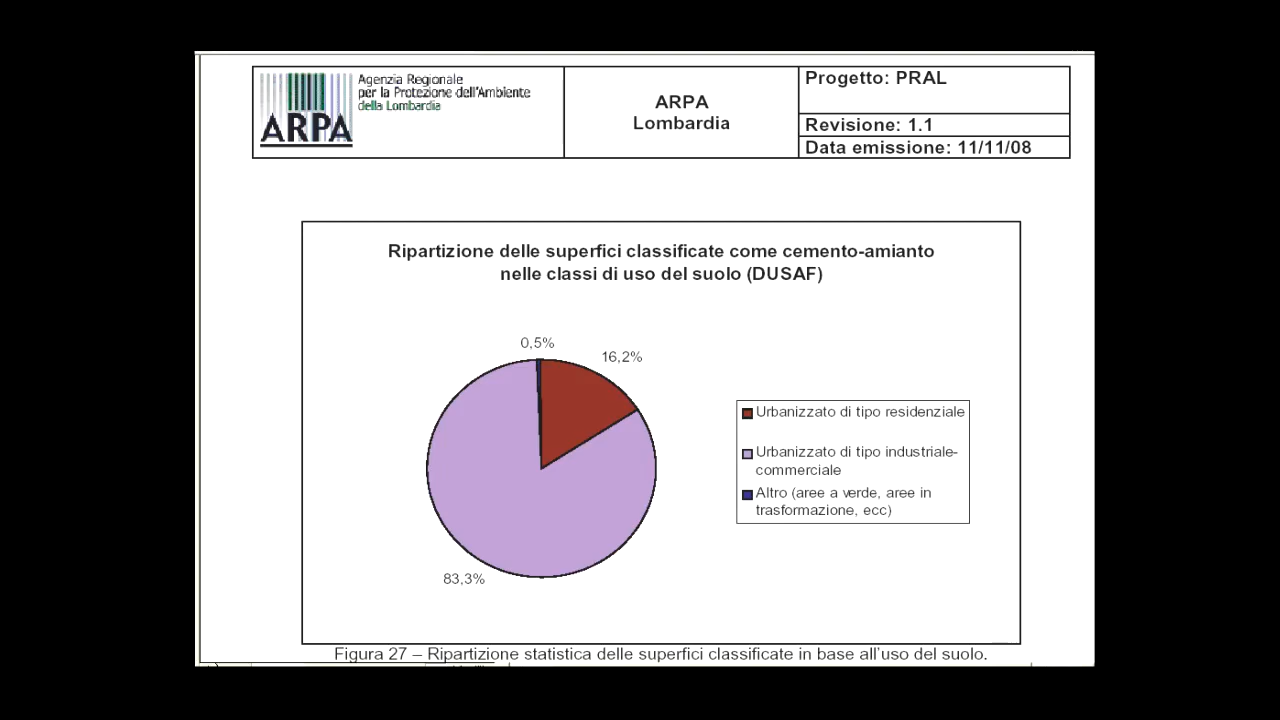 Agenzia Regionale
per la Protezione dell'Ambiente
della Lombardia
ARPA
ARPA
Lombardia
Progetto: PRAL
Revisione: 1.1
Data emissione: 11/11/08
Ripartizione delle superfici classificate come cemento-amianto
nelle classi di uso del suolo (DUSAF)
0,5%
16,2%
83,3%
Urbanizzato di tipo residenziale
Urbanizzato di tipo industriale-
commerciale
Altro (aree a verde, aree in
trasformazione, ecc)
Figura 27 – Ripartizione statistica delle superfici classificate in base all'uso del suolo.